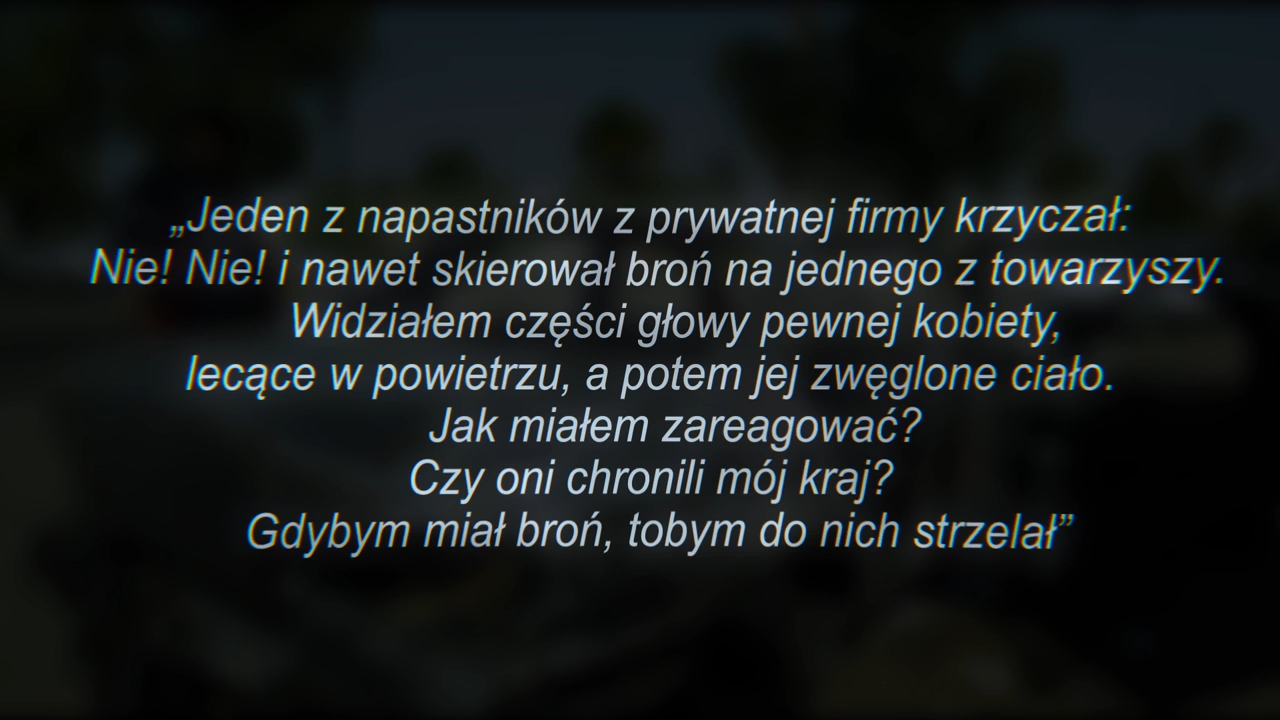 „Jeden z napastników z prywatnej firmy krzyczał:
Nie! Nie! i nawet skierował broń na jednego z towarzyszy.
Widziałem części głowy pewnej kobiety,
lecące w powietrzu, a potem jej zwęglone ciało.
Jak miałem zareagować?
Czy oni chronili mój kraj?
Gdybym miał broń, tobym do nich strzelał”